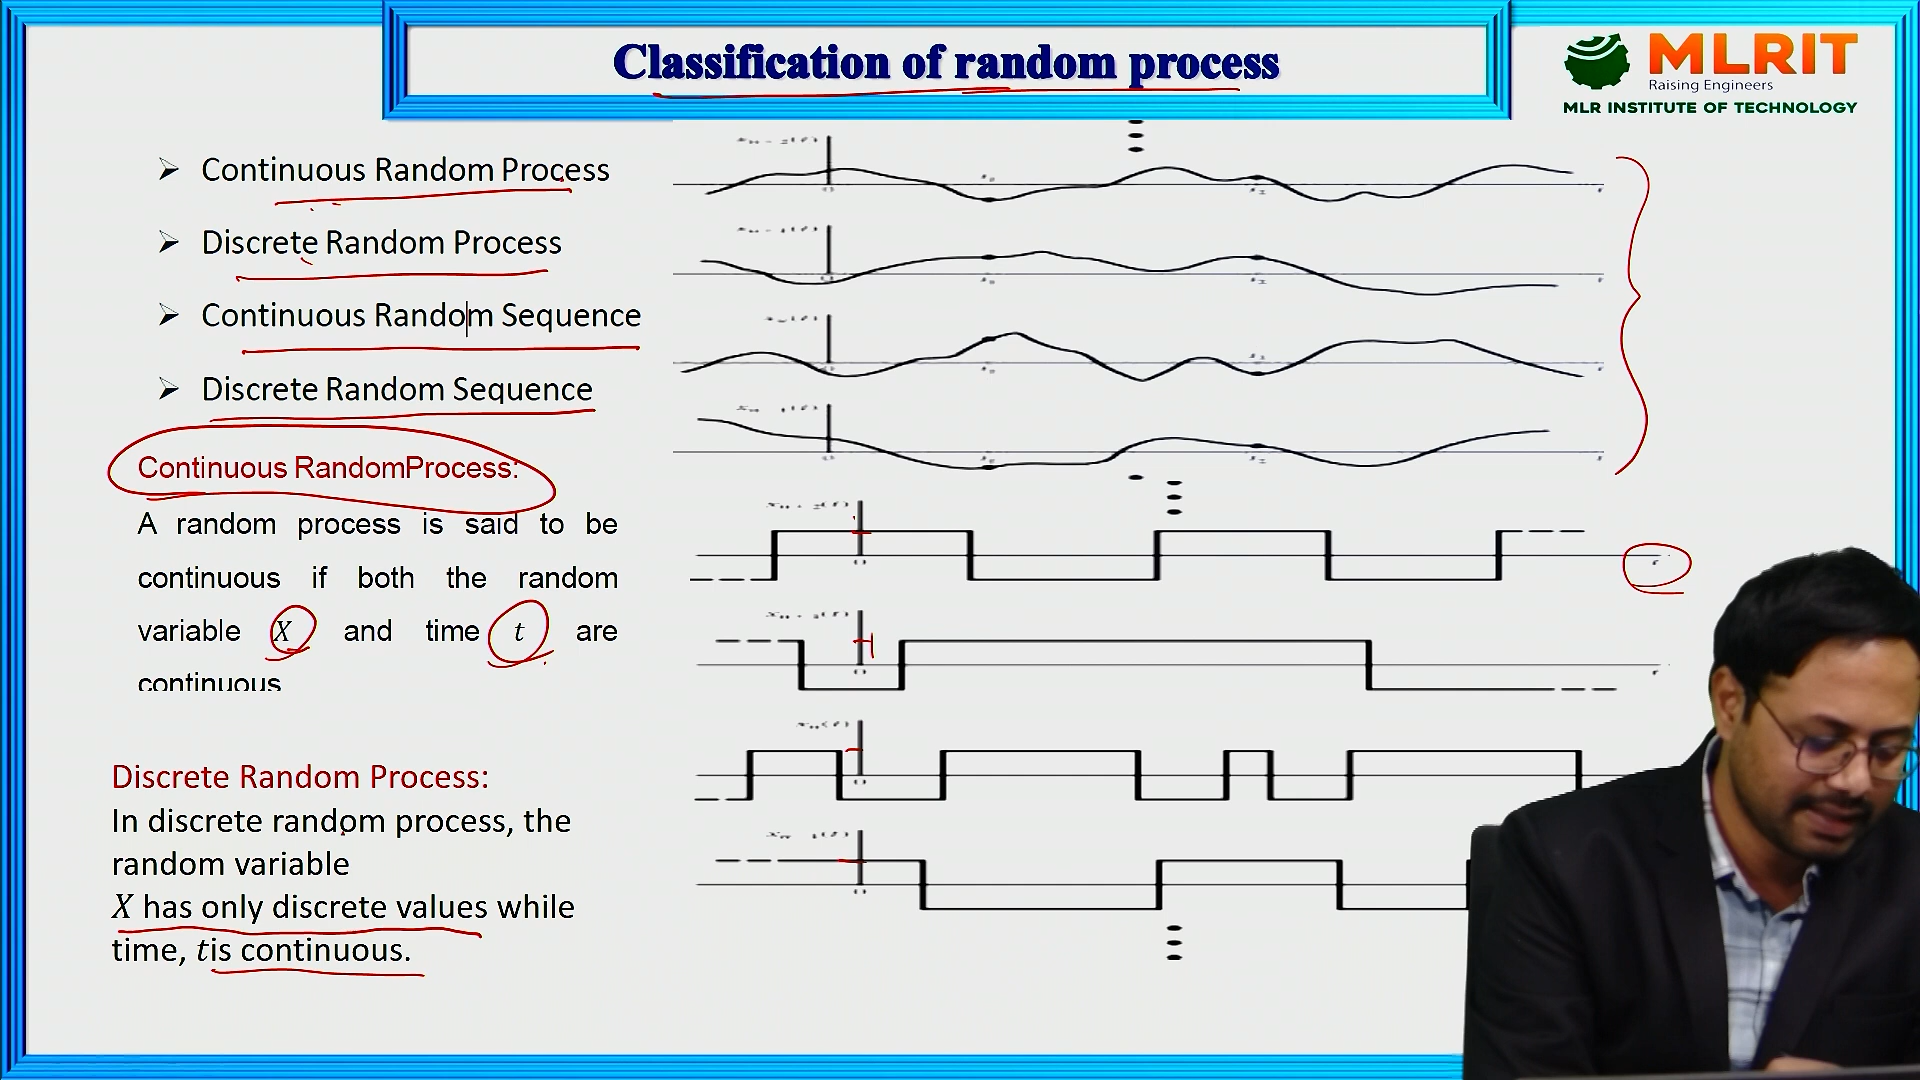 Classification of random process
MLRIT
Raising Engineers
MLR INSTITUTE OF TECHNOLOGY
Continuous Random Process
Discrete Random Process
Continuous Random Sequence
Discrete Random Sequence
Continuous RandomProcess:
A random process is said to be
continuous if both the random
variable X and time t are
continuous
Discrete Random Process:
In discrete random process, the
random variable
X has only discrete values while
time, t is continuous.